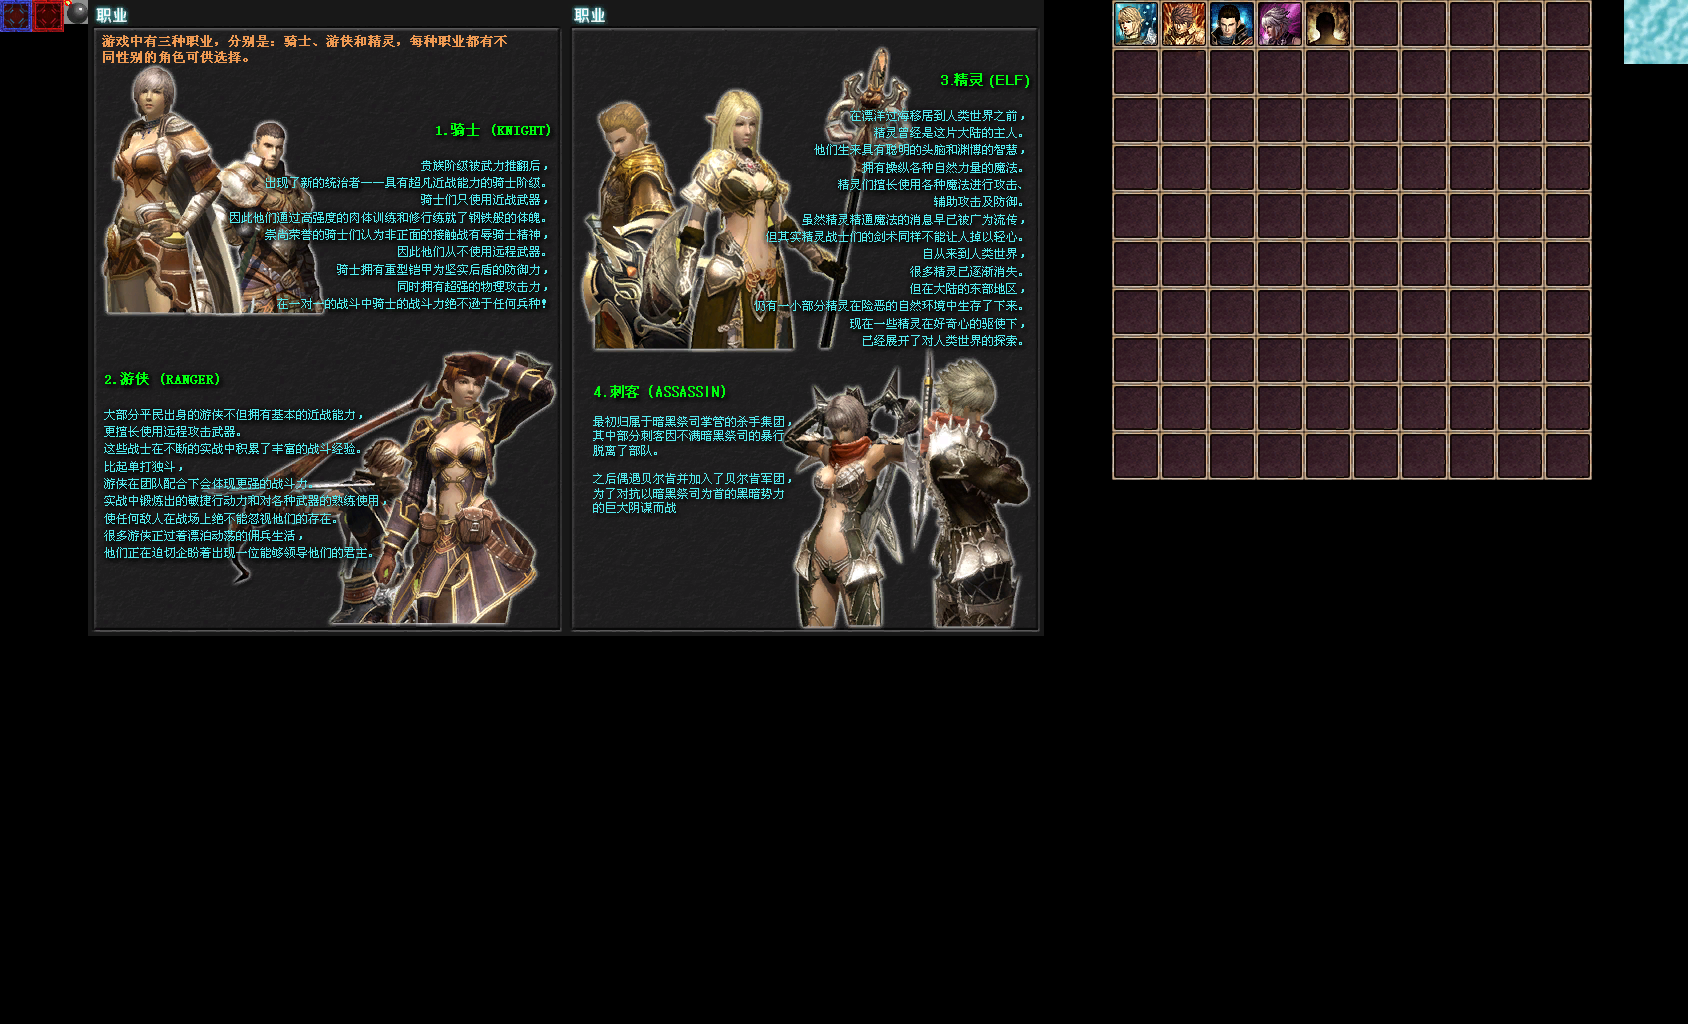 职业
游戏中有三种职业，分别是：骑士、游侠和精灵，每种职业都有不
同性别的角色可供选择。
1.骑士 (KNIGHT)
贵族阶级被武力推翻后，
出现了新的统治者一一具有超凡近战能力的骑士阶级。
骑士们只使用近战武器，
因此他们通过高强度的肉体训练和修行练就了钢铁般的体魄。
崇尚荣誉的骑士们认为非正面的接触战有辱骑士精神，
因此他们从不使用远程武器。
骑士拥有重型铠甲为坚实后盾的防御力，
同时拥有超强的物理攻击力，
在一对一的战斗中骑士的战斗力绝不逊于任何兵种！
2.游侠 (RANGER)
大部分平民出身的游侠不但拥有基本的近战能力，
更擅长使用远程攻击武器。
这些战士在不断的实战中积累了丰富的战斗经验。
比起单打独斗，
游侠在团队配合下会体现更强的战斗力。
实战中锻炼出的敏捷行动力和对各种武器的熟练使用，
使任何敌人在战场上绝不能忽视他们的存在。
很多游侠正过着漂泊动荡的佣兵生活，
他们正在迫切企盼着出现一位能够领导他们的君主。
职业
3.精灵 (ELF)
在漂洋过海移居到人类世界之前，
精灵曾经是这片大陆的主人。
他们生来具有聪明的头脑和渊博的智慧，
拥有操纵各种自然力量的魔法。
精灵们擅长使用各种魔法进行攻击、
辅助攻击及防御。
虽然精灵精通魔法的消息早已被广为流传，
但其实精灵战士们的剑术同样不能让人掉以轻心。
自从来到人类世界，
很多精灵已逐渐消失。
但在大陆的东部地区，
仍有一小部分精灵在险恶的自然环境中生存了下来。
现在一些精灵在好奇心的驱使下，
已经展开了对人类世界的探索。
4.刺客 (ASSASSIN)
最初归属于暗黑祭司掌管的杀手集团，
其中部分刺客因不满暗黑祭司的暴行
脱离了部队。
之后偶遇贝尔肯并加入了贝尔肯军团，
为了对抗以暗黑祭司为首的黑暗势力
的巨大阴谋而战